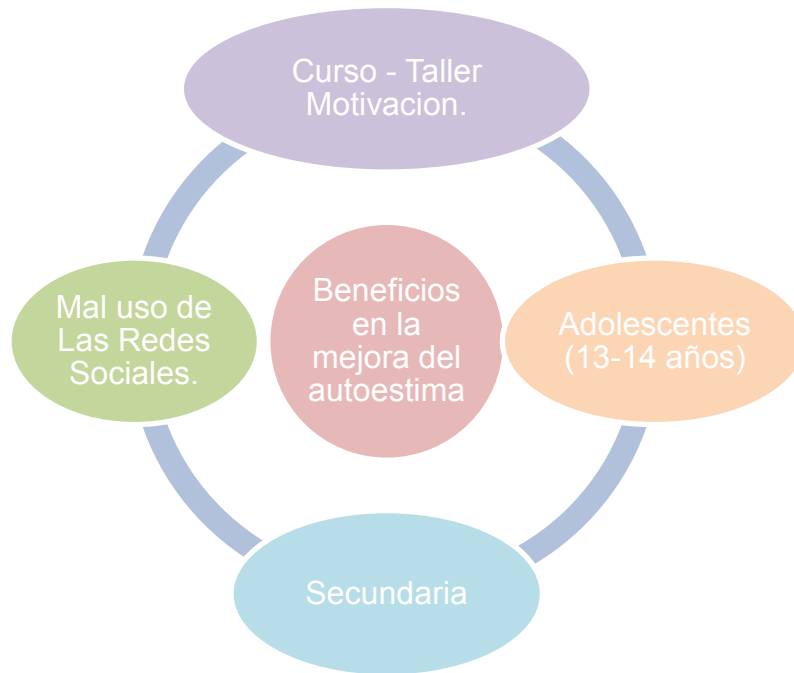 Curso - Taller
Motivacion.
Beneficios
en la
mejora del
autoestima
Mal uso de
Las Redes
Sociales.
Adolescentes
(13-14 años)
Secundaria